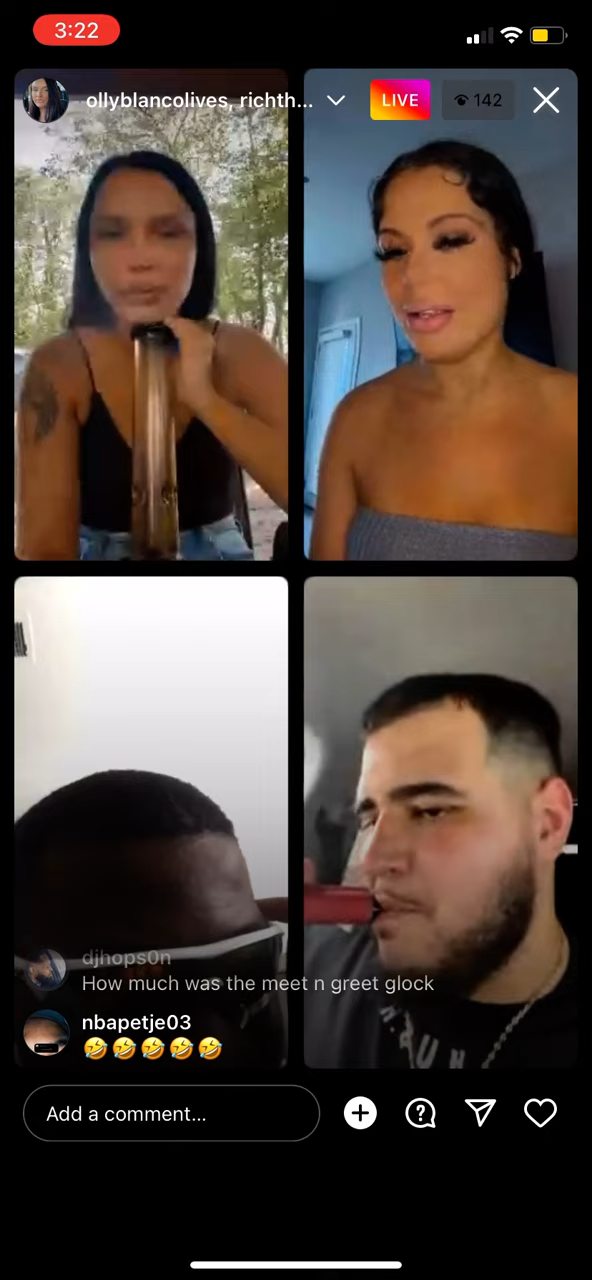 3:22
ollyblancolives, richth...
LIVE
142
djhops0n
How much was the meet n greet glock
nbapetje03
🤣🤣🤣🤣🤣
Add a comment...